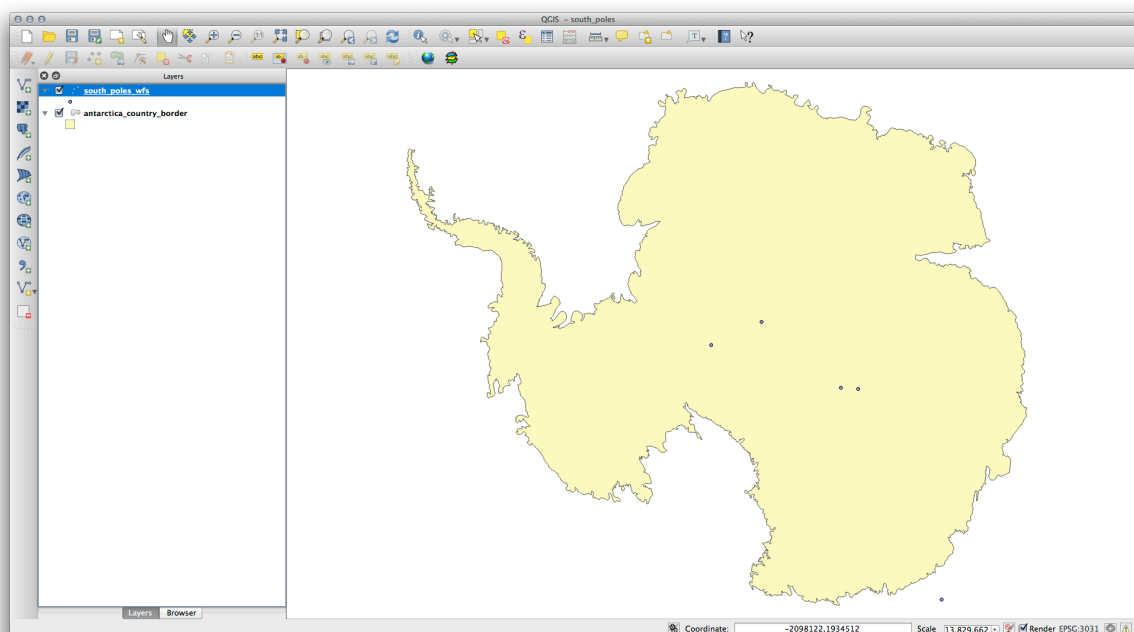 QGIS – south_poles
Layers
south_poles_wfs
antarctica_country_border
Layers
Browser
Coordinate:
-2098122,1934512
Scale
13,829,662
Render
EPSG:3031